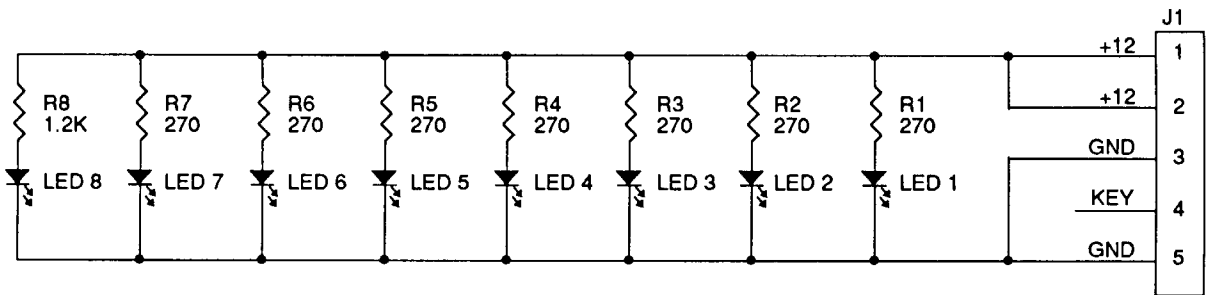 J1
+12 1
R8 1.2K
R7 270
R6 270
R5 270
R4 270
R3 270
R2 270
R1 270
+12 2
GND 3
LED 8
LED 7
LED 6
LED 5
LED 4
LED 3
LED 2
LED 1
KEY 4
GND 5